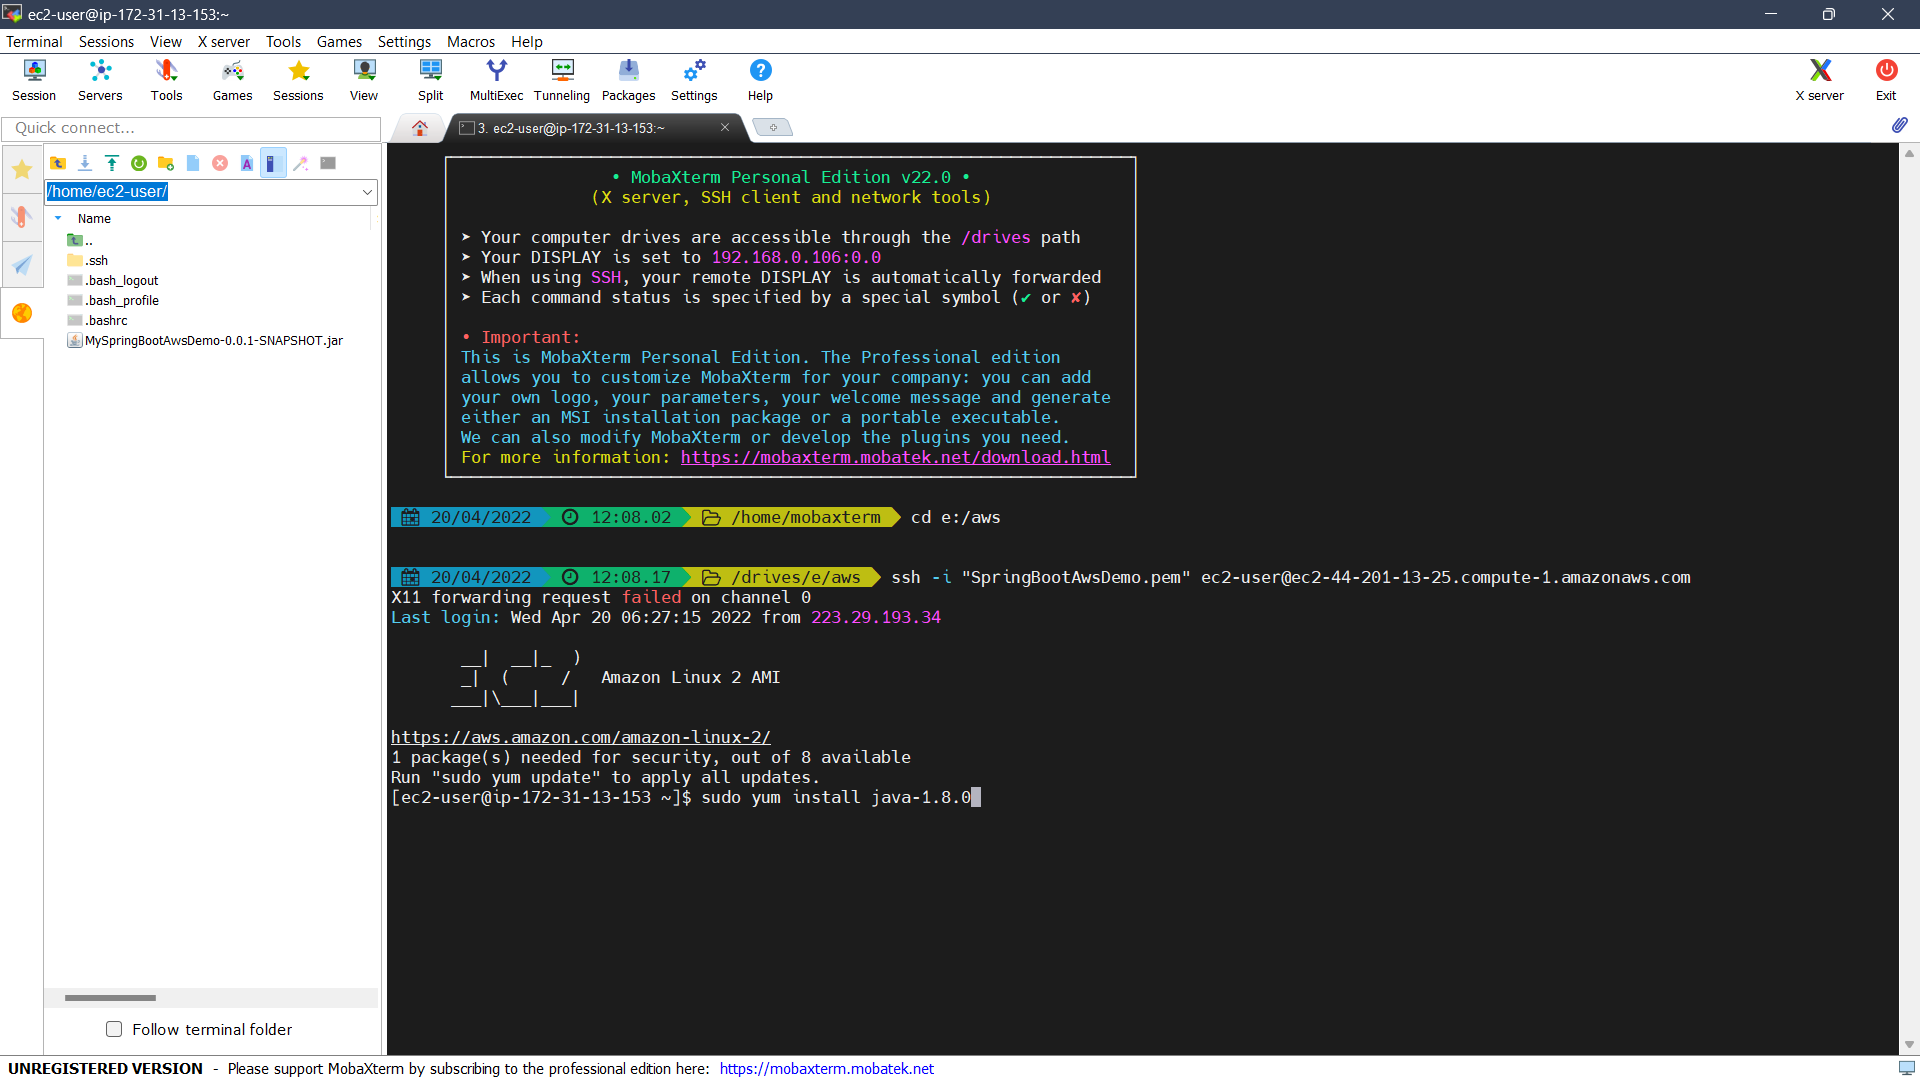 ec2-user@ip-172-31-13-153:~
Terminal Sessions View X server Tools Games Settings Macros Help
Session Servers Tools Games Sessions View Split MultiExec Tunneling Packages Settings Help X server Exit
Quick connect...
3. ec2-user@ip-172-31-13-153:~
/home/ec2-user/
Name
..
.ssh
.bash_logout
.bash_profile
.bashrc
MySpringBootAwsDemo-0.0.1-SNAPSHOT.jar
Follow terminal folder
• MobaXterm Personal Edition v22.0 •
(X server, SSH client and network tools)
➤ Your computer drives are accessible through the /drives path
➤ Your DISPLAY is set to 192.168.0.106:0.0
➤ When using SSH, your remote DISPLAY is automatically forwarded
➤ Each command status is specified by a special symbol (✔ or ✘)
• Important:
This is MobaXterm Personal Edition. The Professional edition
allows you to customize MobaXterm for your company: you can add
your own logo, your parameters, your welcome message and generate
either an MSI installation package or a portable executable.
We can also modify MobaXterm or develop the plugins you need.
For more information: https://mobaxterm.mobatek.net/download.html
20/04/2022 12:08.02 /home/mobaxterm cd e:/aws
20/04/2022 12:08.17 /drives/e/aws ssh -i "SpringBootAwsDemo.pem" ec2-user@ec2-44-201-13-25.compute-1.amazonaws.com
X11 forwarding request failed on channel 0
Last login: Wed Apr 20 06:27:15 2022 from 223.29.193.34
__|  __|_  )
_|  (     /   Amazon Linux 2 AMI
___|\___|___|
https://aws.amazon.com/amazon-linux-2/
1 package(s) needed for security, out of 8 available
Run "sudo yum update" to apply all updates.
[ec2-user@ip-172-31-13-153 ~]$ sudo yum install java-1.8.0
UNREGISTERED VERSION - Please support MobaXterm by subscribing to the professional edition here: https://mobaxterm.mobatek.net